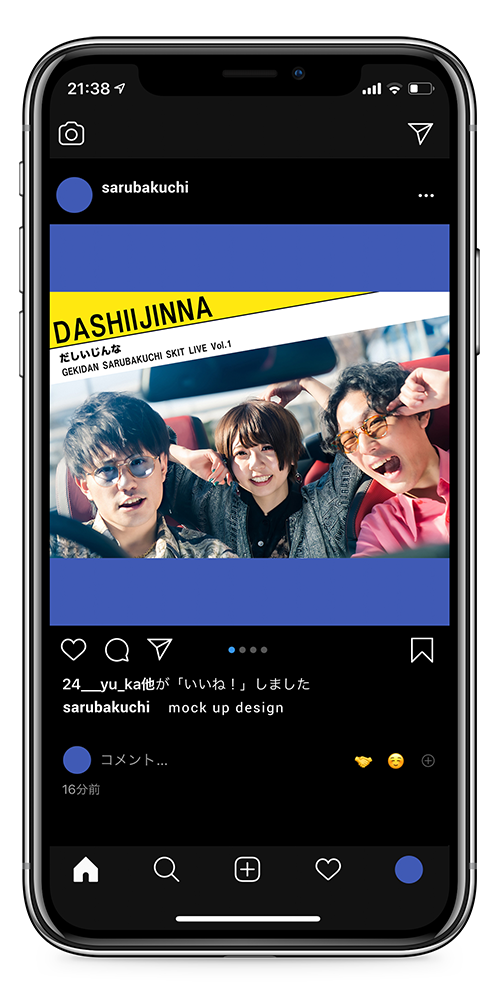 21:38
sarubakuchi
DASHIIJINNA
だしいじんな
GEKIDAN SARUBAKUCHI SKIT LIVE Vol.1
24___yu_ka他が「いいね！」しました
sarubakuchi mock up design
コメント...
16分前